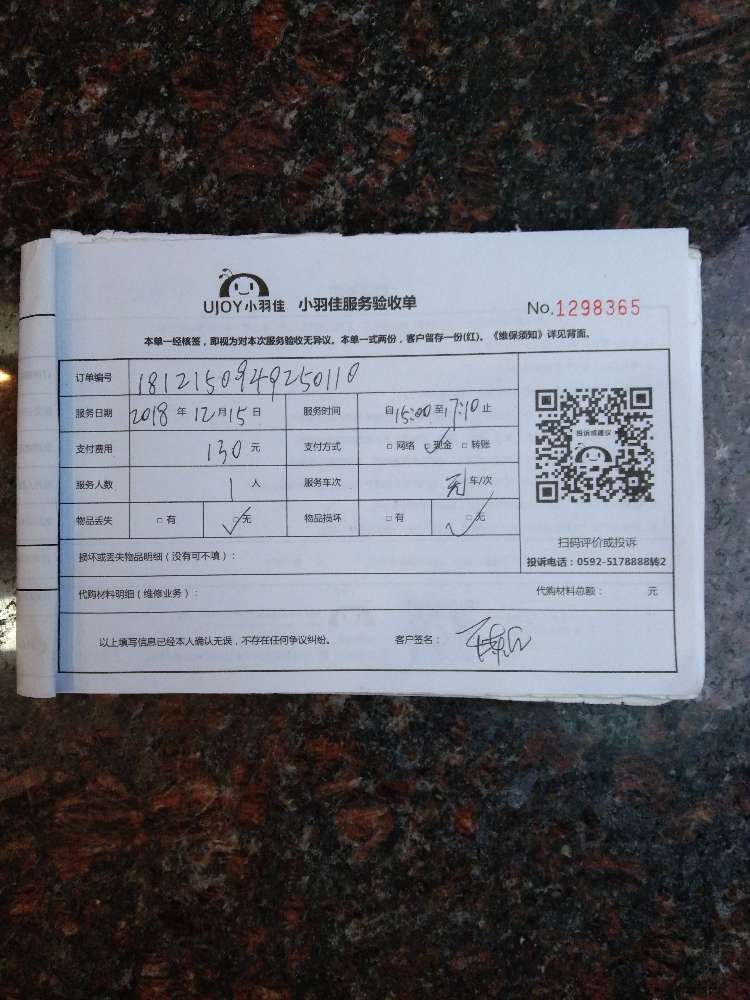 UJOY小羽佳 小羽佳服务验收单 No.1298365
本单一经核签，即视为对本次服务验收无异议。本单一式两份，客户留存一份(红)。《维保须知》详见背面。
订单编号 1812150949250110
服务日期 2018 年 12 月 15 日 服务时间 自 15:00 至 17:10 止
支付费用 130 元 支付方式 □ 网络 □ 现金 □ 转账
服务人数 1 人 服务车次 无 车/次
物品丢失 □ 有 □ 无 物品损坏 □ 有 □ 无
投诉或建议
扫码评价或投诉
投诉电话：0592-5178888转2
损坏或丢失物品明细（没有可不填）：
代购材料明细（维修业务）： 代购材料总额： 元
以上填写信息已经本人确认无误，不存在任何争议纠纷。 客户签名：